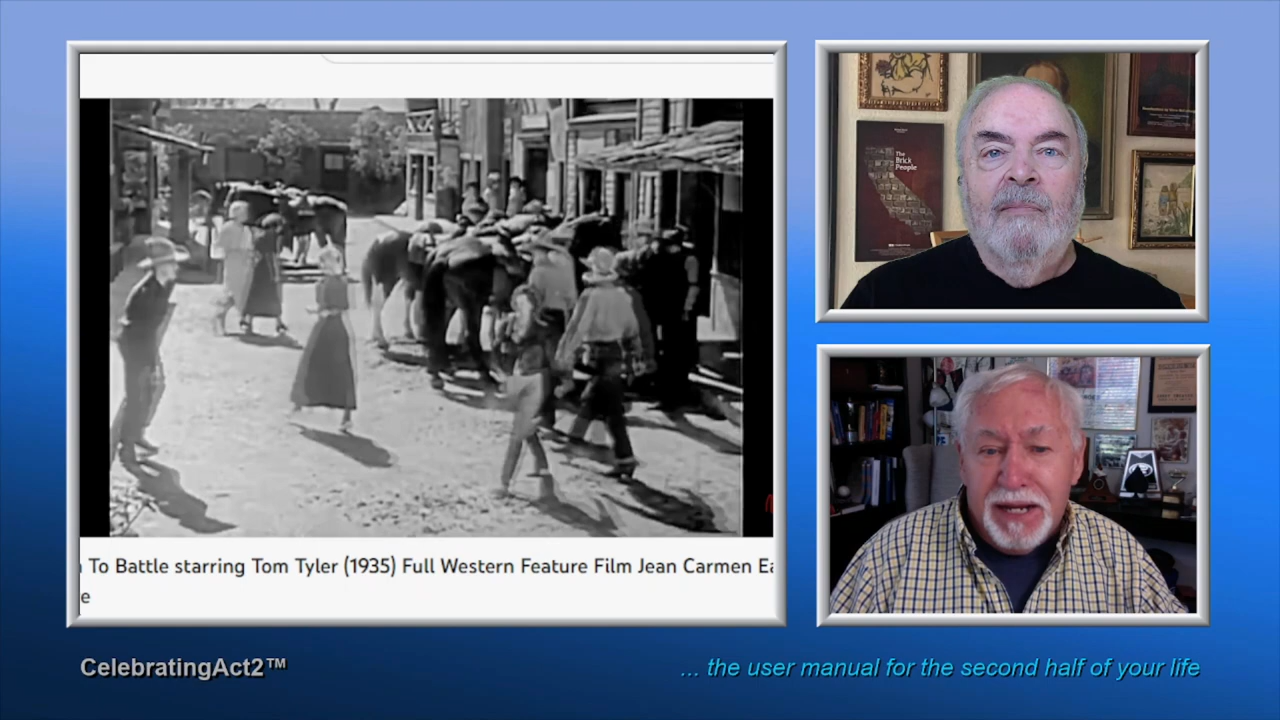 The
Brick
People
To Battle starring Tom Tyler (1935) Full Western Feature Film Jean Carmen Ea
e
CelebratingAct2™
... the user manual for the second half of your life